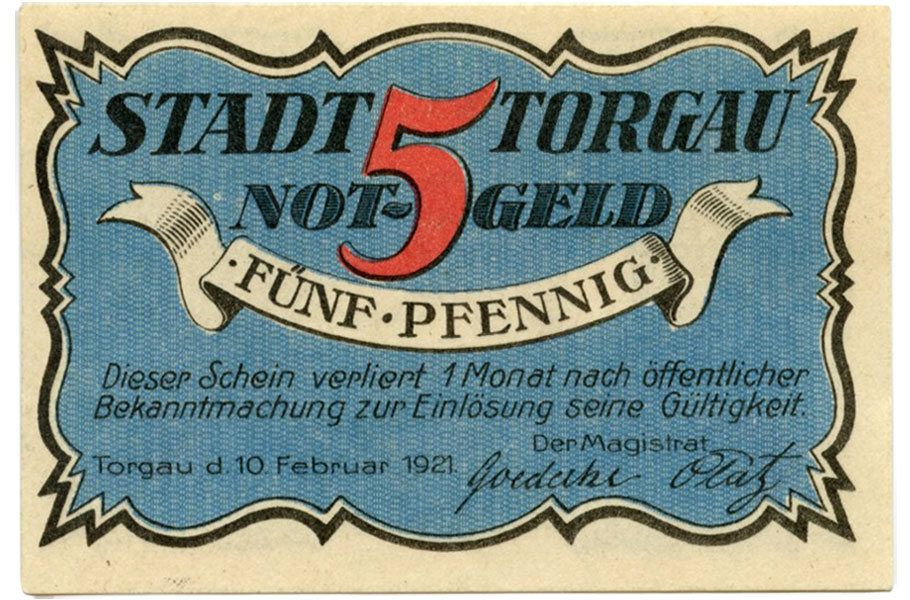 STADT 5 TORGAU
NOT-GELD
·FÜNF·PFENNIG·
Dieser Schein verliert 1 Monat nach öffentlicher
Bekanntmachung zur Einlösung seine Gültigkeit.
Der Magistrat
Torgau d. 10. Februar 1921.